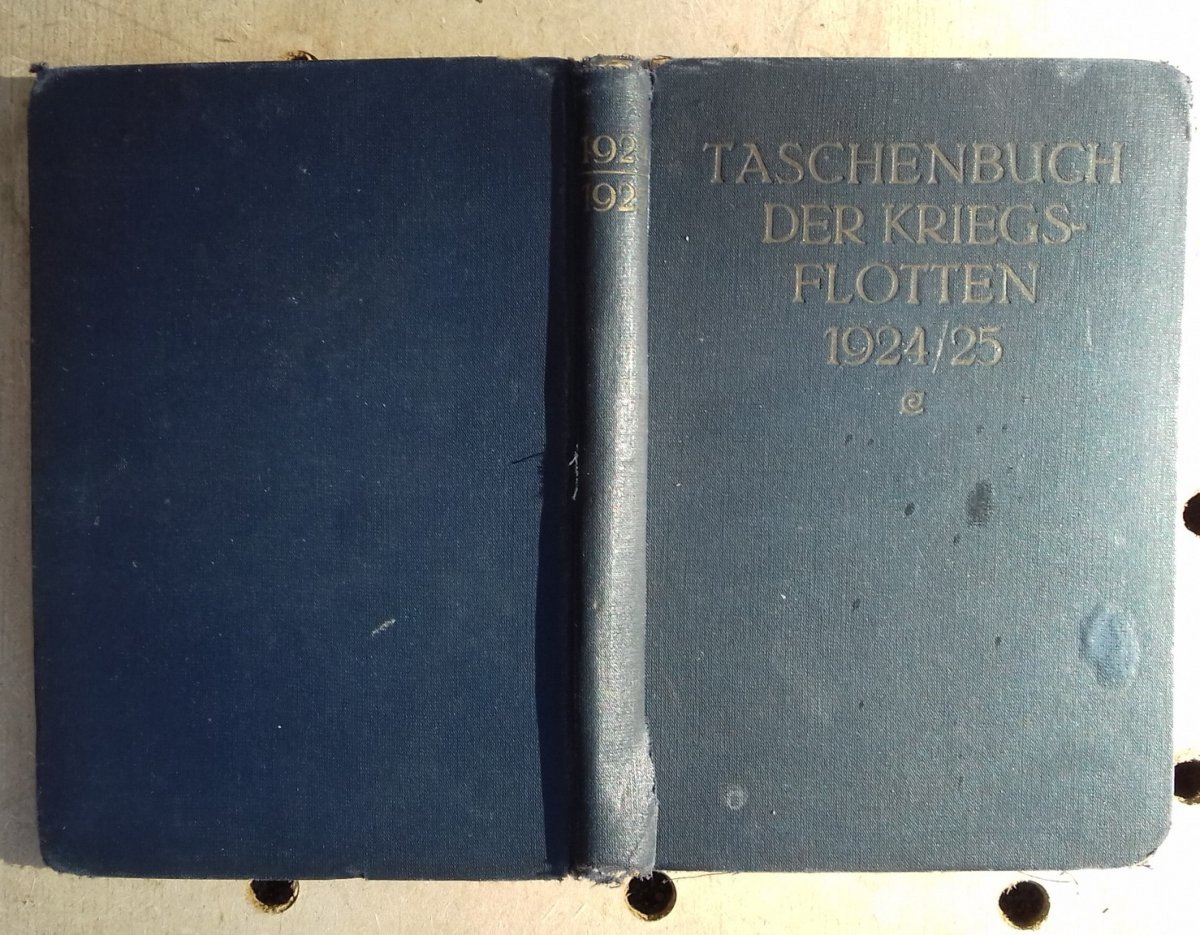 192
192
TASCHENBUCH
DER KRIEGS-
FLOTTEN
1924/25